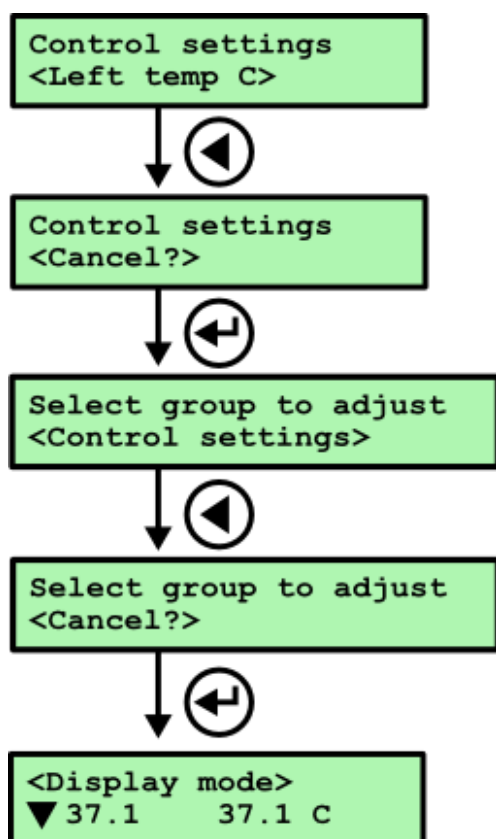 Control settings
<Left temp C>
Control settings
<Cancel?>
Select group to adjust
<Control settings>
Select group to adjust
<Cancel?>
<Display mode>
▼ 37.1 37.1 C